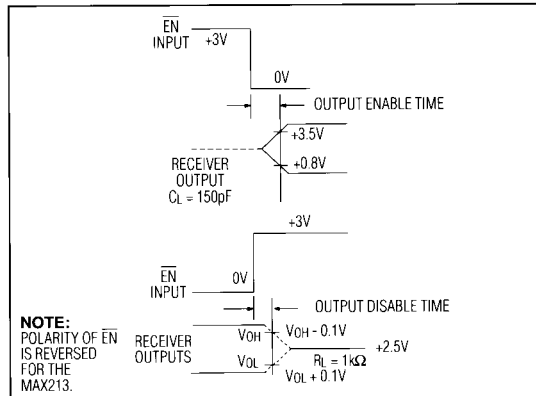 EN
INPUT
+3V
0V
OUTPUT ENABLE TIME
+3.5V
+0.8V
RECEIVER
OUTPUT
CL = 150pF
+3V
0V
EN
INPUT
OUTPUT DISABLE TIME
NOTE:
POLARITY OF EN
IS REVERSED
FOR THE
MAX213.
RECEIVER
OUTPUTS
VOH
VOL
VOH - 0.1V
+2.5V
RL = 1kΩ
VOL + 0.1V